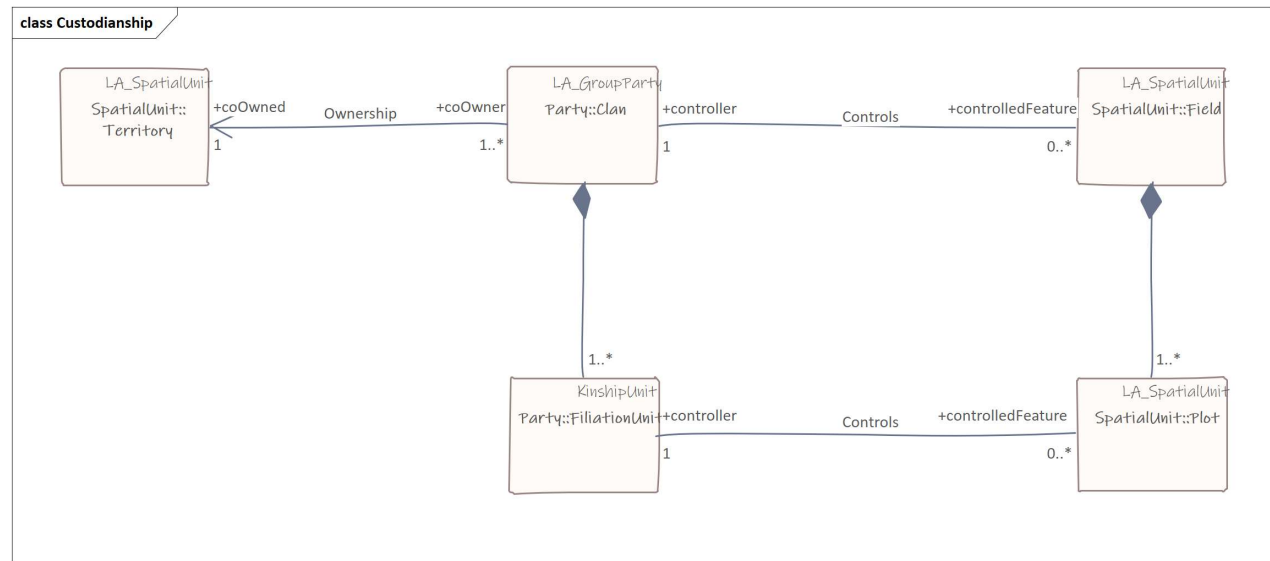 class Custodianship
LA_SpatialUnit
SpatialUnit::
Territory
+coOwned
1
Ownership
+coOwner
1..*
LA_GroupParty
Party::Clan
+controller
1
Controls
+controlledFeature
0..*
LA_SpatialUnit
SpatialUnit::Field
1..*
1..*
KinshipUnit
Party::FiliationUnit
+controller
1
Controls
+controlledFeature
0..*
LA_SpatialUnit
SpatialUnit::Plot